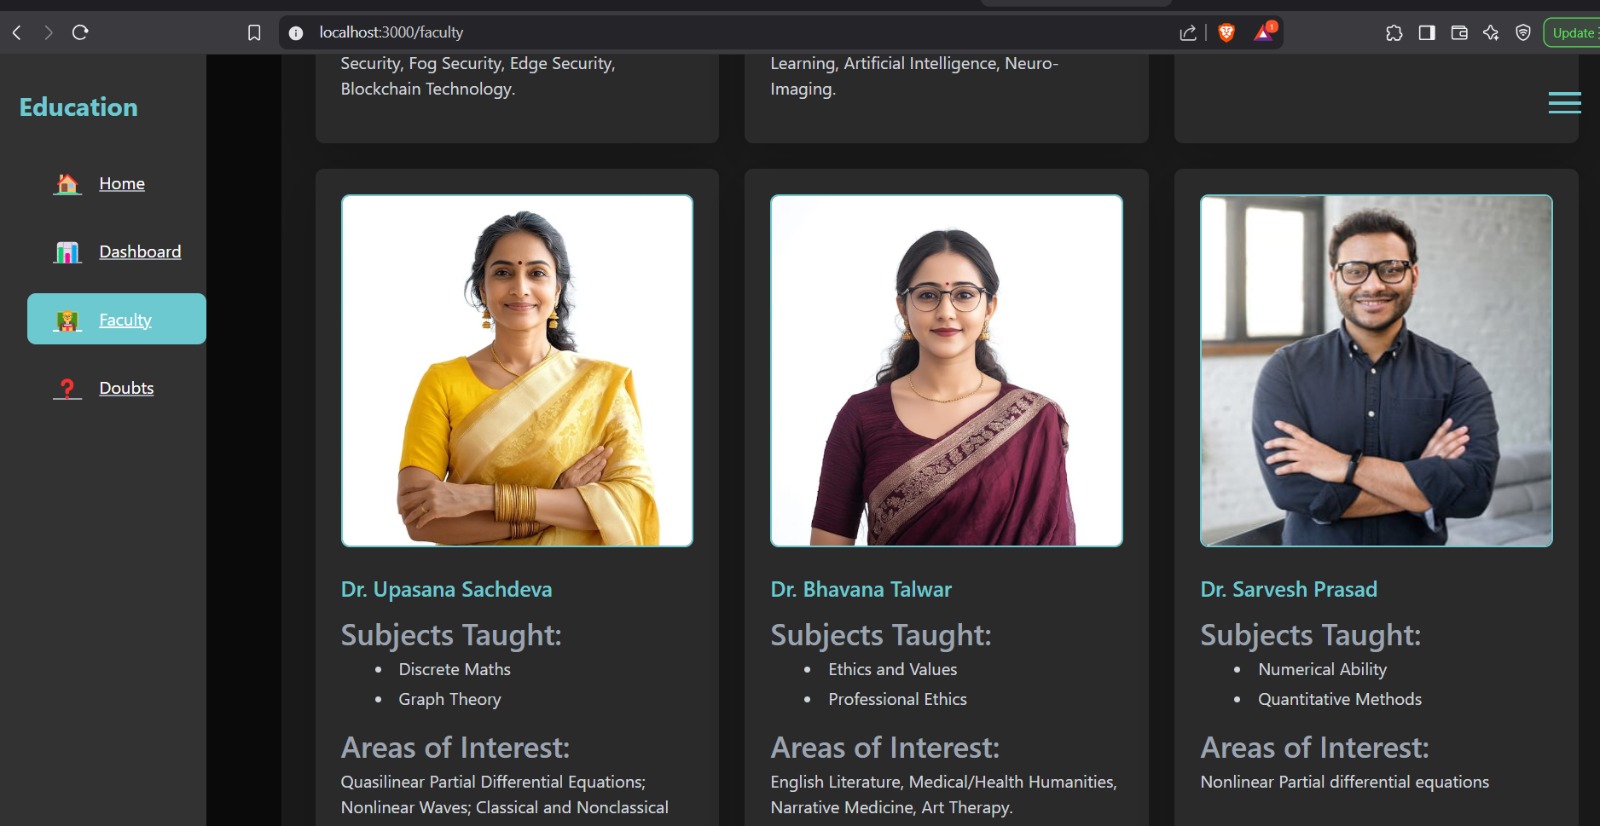 localhost:3000/faculty
1
Update
Education
Home
Dashboard
Faculty
Doubts
Security, Fog Security, Edge Security,
Blockchain Technology.
Learning, Artificial Intelligence, Neuro-
Imaging.
Dr. Upasana Sachdeva
Subjects Taught:
• Discrete Maths
• Graph Theory
Areas of Interest:
Quasilinear Partial Differential Equations;
Nonlinear Waves; Classical and Nonclassical
Dr. Bhavana Talwar
Subjects Taught:
• Ethics and Values
• Professional Ethics
Areas of Interest:
English Literature, Medical/Health Humanities,
Narrative Medicine, Art Therapy.
Dr. Sarvesh Prasad
Subjects Taught:
• Numerical Ability
• Quantitative Methods
Areas of Interest:
Nonlinear Partial differential equations